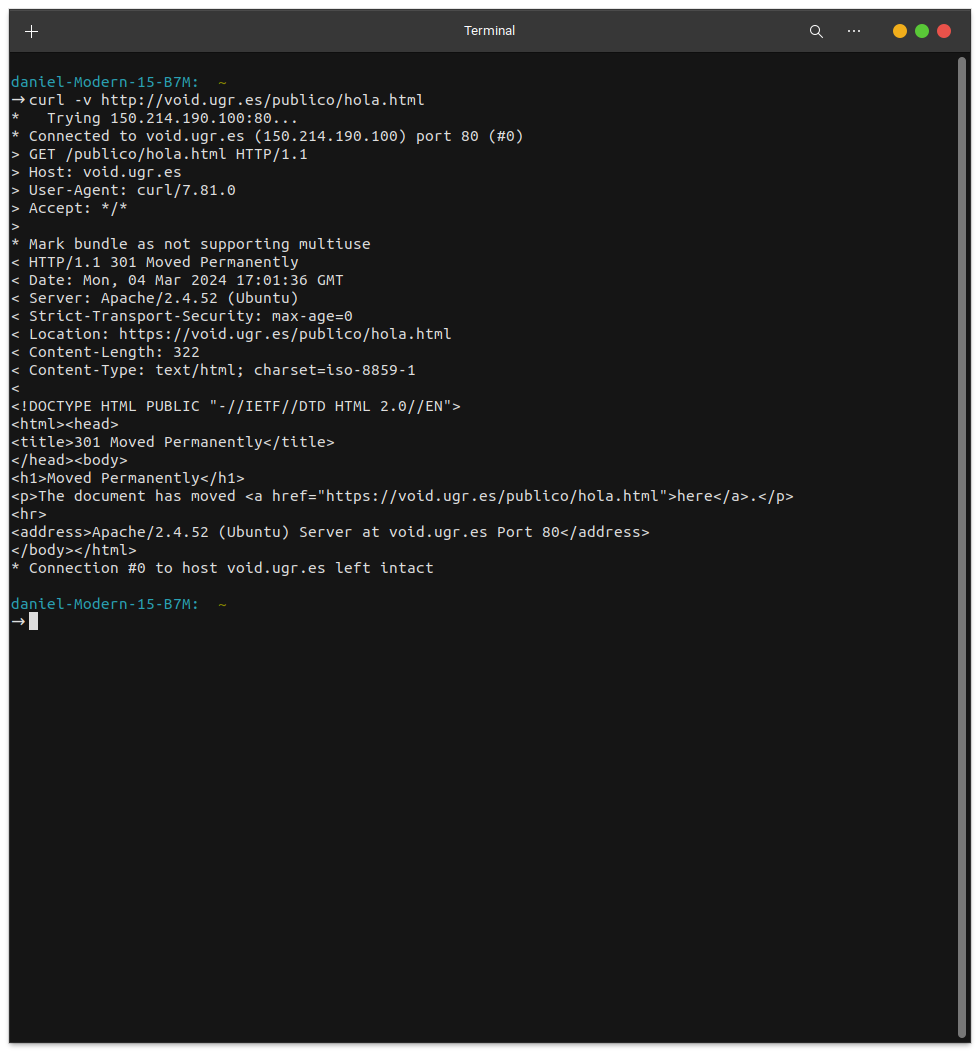 Terminal
daniel-Modern-15-B7M:  ~
→curl -v http://void.ugr.es/publico/hola.html
*   Trying 150.214.190.100:80...
* Connected to void.ugr.es (150.214.190.100) port 80 (#0)
> GET /publico/hola.html HTTP/1.1
> Host: void.ugr.es
> User-Agent: curl/7.81.0
> Accept: */*
>
* Mark bundle as not supporting multiuse
< HTTP/1.1 301 Moved Permanently
< Date: Mon, 04 Mar 2024 17:01:36 GMT
< Server: Apache/2.4.52 (Ubuntu)
< Strict-Transport-Security: max-age=0
< Location: https://void.ugr.es/publico/hola.html
< Content-Length: 322
< Content-Type: text/html; charset=iso-8859-1
<
<!DOCTYPE HTML PUBLIC "-//IETF//DTD HTML 2.0//EN">
<html><head>
<title>301 Moved Permanently</title>
</head><body>
<h1>Moved Permanently</h1>
<p>The document has moved <a href="https://void.ugr.es/publico/hola.html">here</a>.</p>
<hr>
<address>Apache/2.4.52 (Ubuntu) Server at void.ugr.es Port 80</address>
</body></html>
* Connection #0 to host void.ugr.es left intact
daniel-Modern-15-B7M:  ~
→